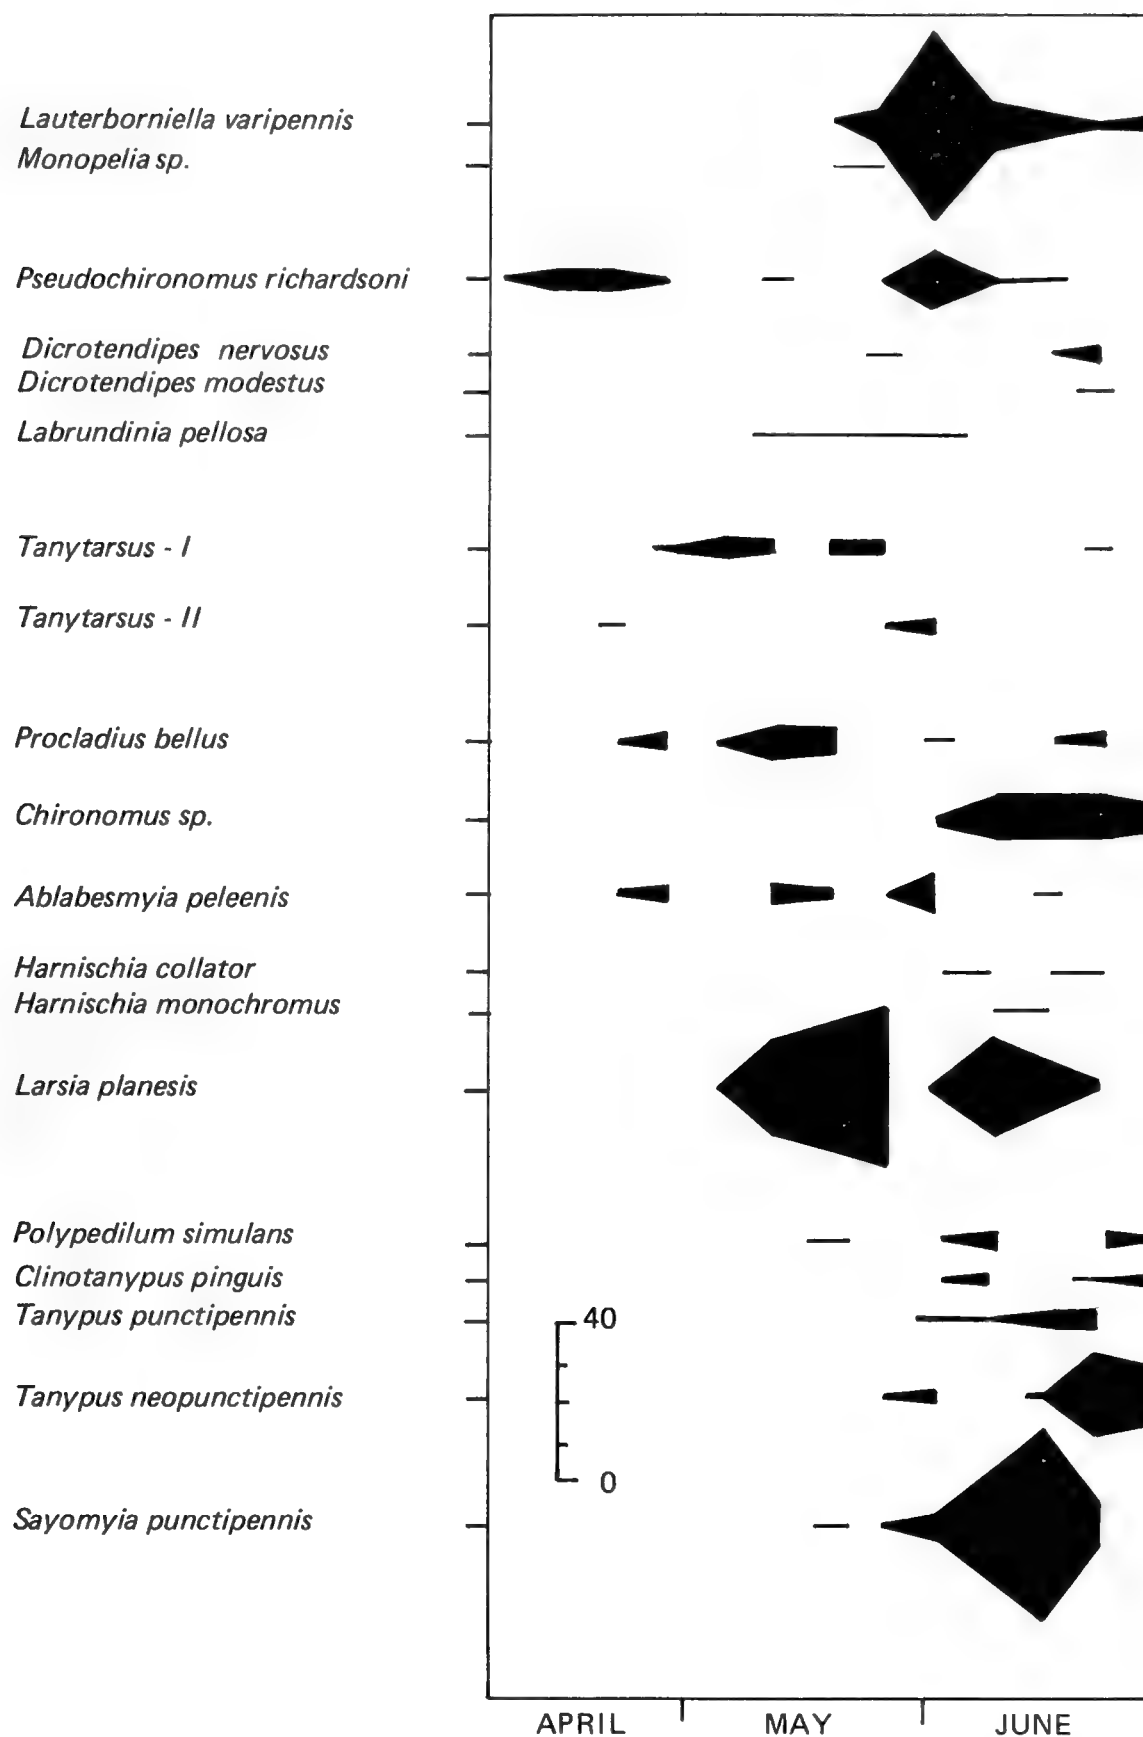 Lauterborniella varipennis
Monopelia sp.
Pseudochironomus richardsoni
Dicrotendipes nervosus
Dicrotendipes modestus
Labrundinia pellosa
Tanytarsus - I
Tanytarsus - II
Procladius bellus
Chironomus sp.
Ablabesmyia peleenis
Harnischia collator
Harnischia monochromus
Larsia planesis
Polypedilum simulans
Clinotanypus pinguis
Tanypus punctipennis
40
Tanypus neopunctipennis
0
Sayomyia punctipennis
APRIL MAY JUNE